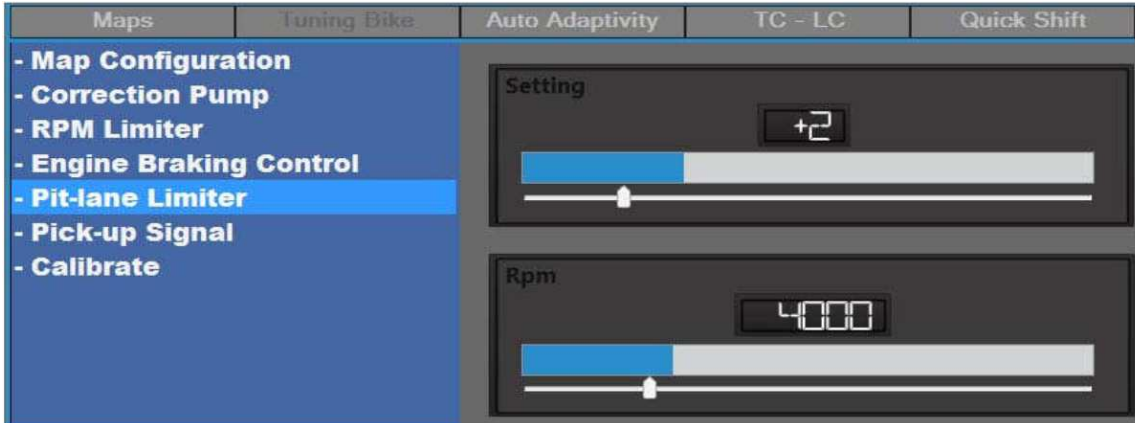 Maps Tuning Bike Auto Adaptivity TC - LC Quick Shift
- Map Configuration
- Correction Pump
- RPM Limiter
- Engine Braking Control
- Pit-lane Limiter
- Pick-up Signal
- Calibrate
Setting
+2
Rpm
4000